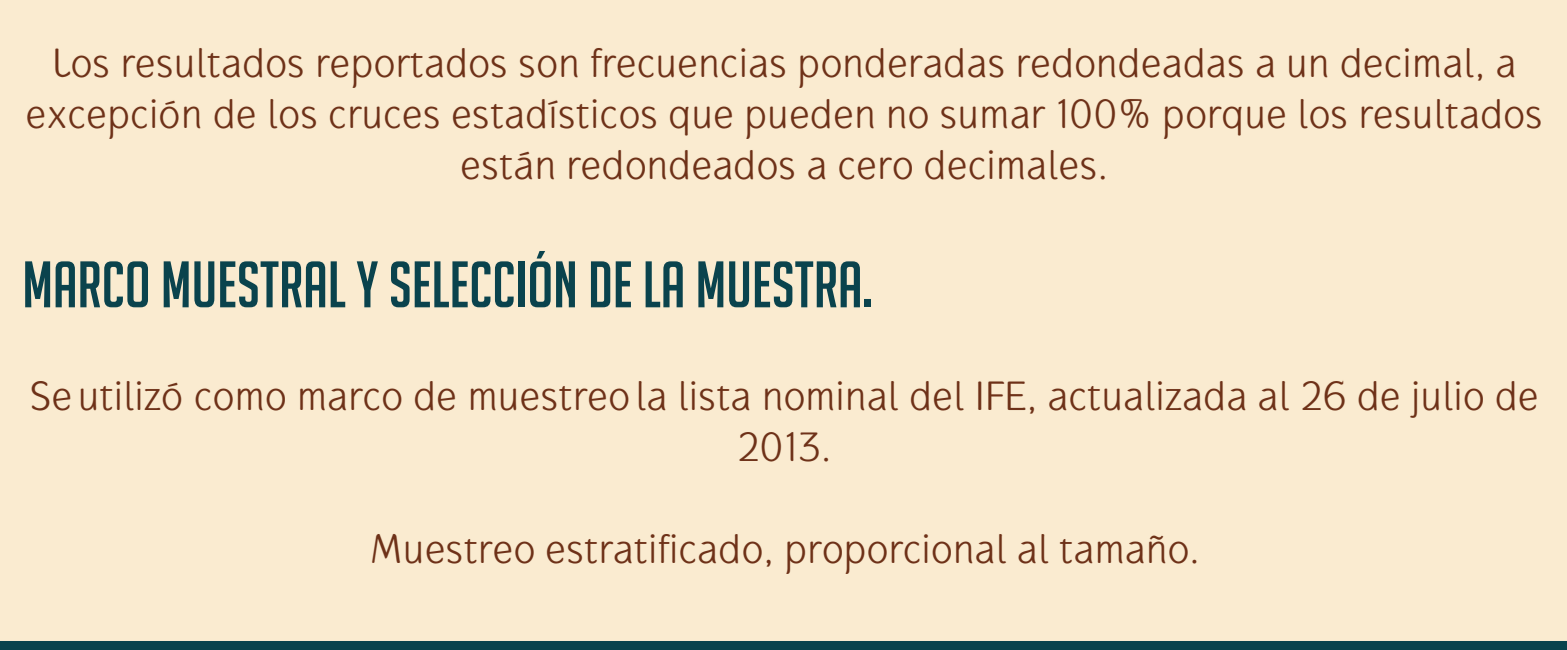 Los resultados reportados son frecuencias ponderadas redondeadas a un decimal, a
excepción de los cruces estadísticos que pueden no sumar 100% porque los resultados
están redondeados a cero decimales.
MARCO MUESTRAL Y SELECCIÓN DE LA MUESTRA.
Se utilizó como marco de muestreo la lista nominal del IFE, actualizada al 26 de julio de
2013.
Muestreo estratificado, proporcional al tamaño.